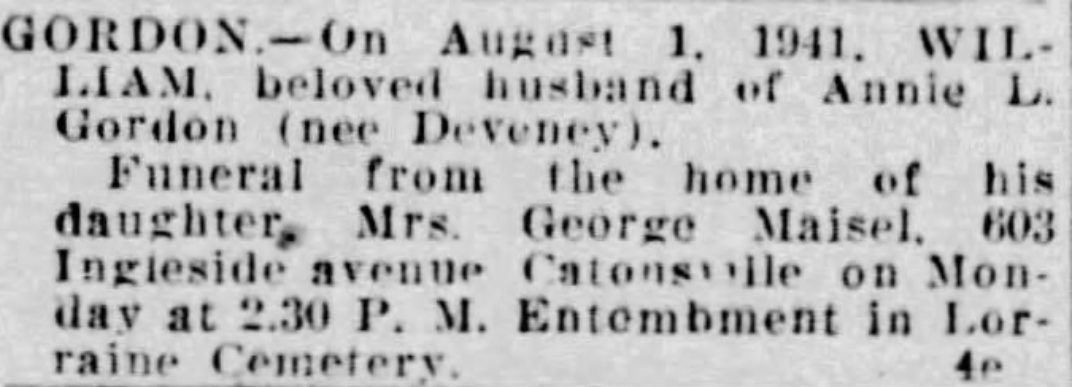 GORDON.—On August 1, 1941, WIL-
LIAM, beloved husband of Annie L.
Gordon (nee Deveney).
Funeral from the home of his
daughter, Mrs. George Maisel, 603
Ingleside avenue Catonsville on Mon-
day at 2.30 P. M. Entombment in Lor-
raine Cemetery. 4e